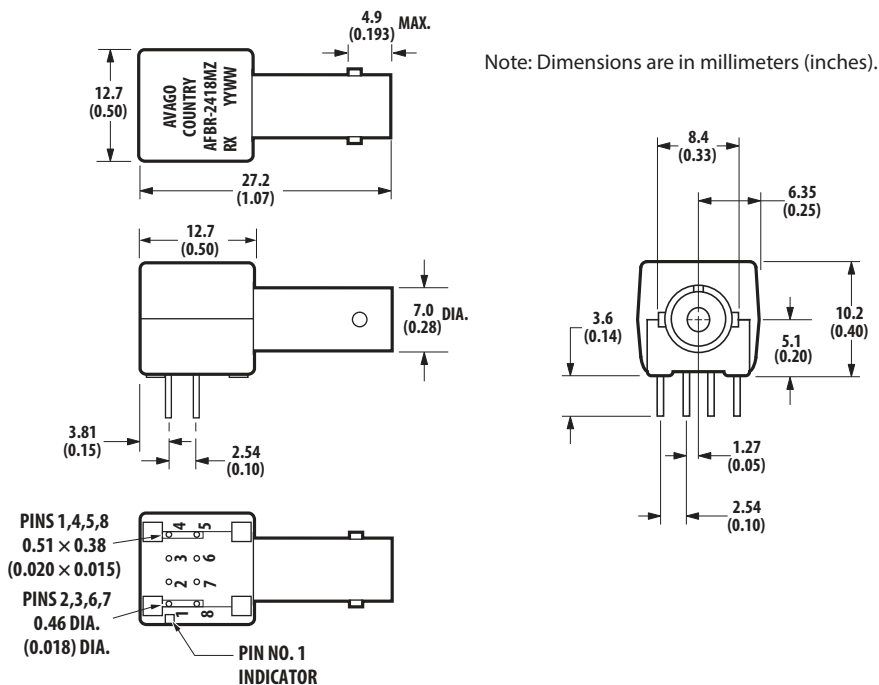 4.9
(0.193) MAX.
Note: Dimensions are in millimeters (inches).
12.7
(0.50)
AVAGO
COUNTRY
AFBR-2418MZ
RX YYWW
27.2
(1.07)
8.4
(0.33)
6.35
(0.25)
12.7
(0.50)
7.0
(0.28) DIA.
3.6
(0.14)
10.2
(0.40)
5.1
(0.20)
3.81
(0.15)
2.54
(0.10)
1.27
(0.05)
2.54
(0.10)
PINS 1,4,5,8
0.51 × 0.38
(0.020 × 0.015)
PINS 2,3,6,7
0.46 DIA.
(0.018) DIA.
4 5
3 6
2 7
1 8
PIN NO. 1
INDICATOR